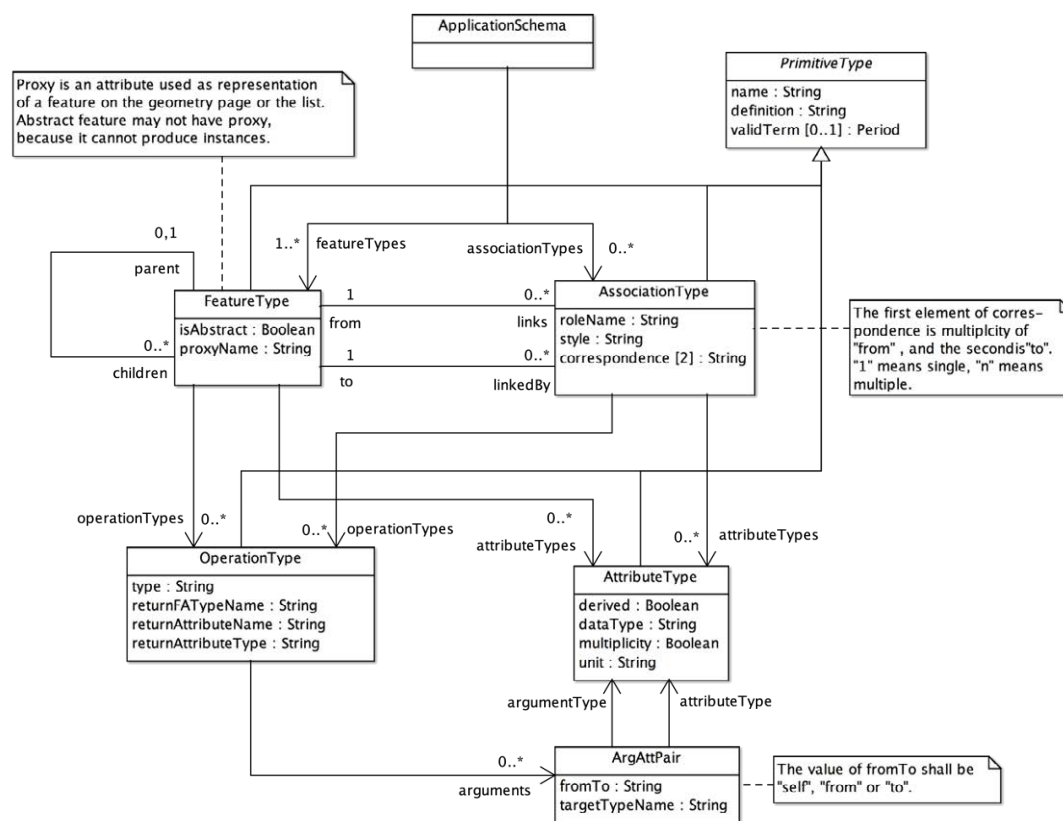 ApplicationSchema
PrimitiveType
name : String
definition : String
validTerm [0..1] : Period
Proxy is an attribute used as representation
of a feature on the geometry page or the list.
Abstract feature may not have proxy,
because it cannot produce instances.
0,1
parent
1..*
featureTypes
associationTypes
0..*
FeatureType
isAbstract : Boolean
proxyName : String
0..*
children
1
from
0..*
links
1
to
0..*
linkedBy
AssociationType
roleName : String
style : String
correspondence [2] : String
The first element of corres-
pondence is multiplcity of
"from" , and the secondis"to".
"1" means single, "n" means
multiple.
operationTypes
0..*
0..*
operationTypes
0..*
attributeTypes
0..*
attributeTypes
OperationType
type : String
returnFATypeName : String
returnAttributeName : String
returnAttributeType : String
AttributeType
derived : Boolean
dataType : String
multiplicity : Boolean
unit : String
argumentType
attributeType
0..*
arguments
ArgAttPair
fromTo : String
targetTypeName : String
The value of fromTo shall be
"self", "from" or "to".